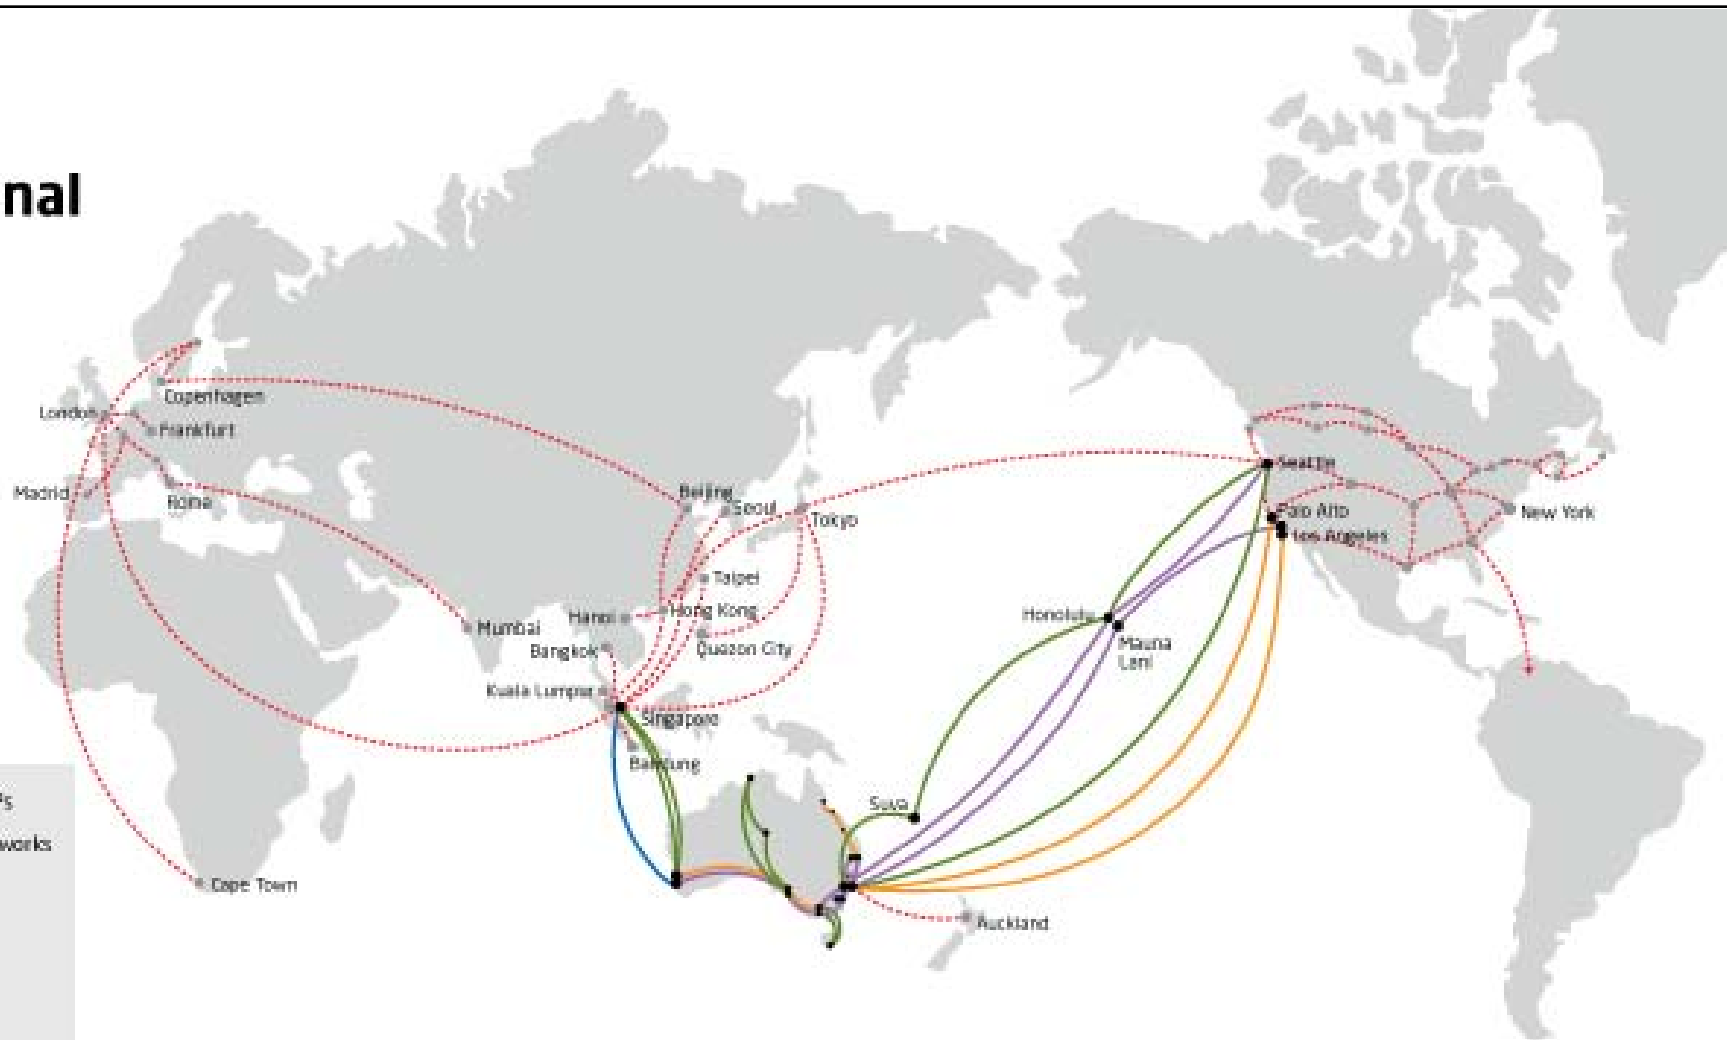 nal
Copenhagen
London
Frankfurt
Madrid
Rome
Beijing
Seoul
Tokyo
Taipei
Hong Kong
Hanoi
Mumbai
Bangkok
Quezon City
Kuala Lumpur
Singapore
Bandung
Cape Town
Seattle
Palo Alto
Los Angeles
New York
Honolulu
Mauna
Lani
Suva
Auckland
's
works